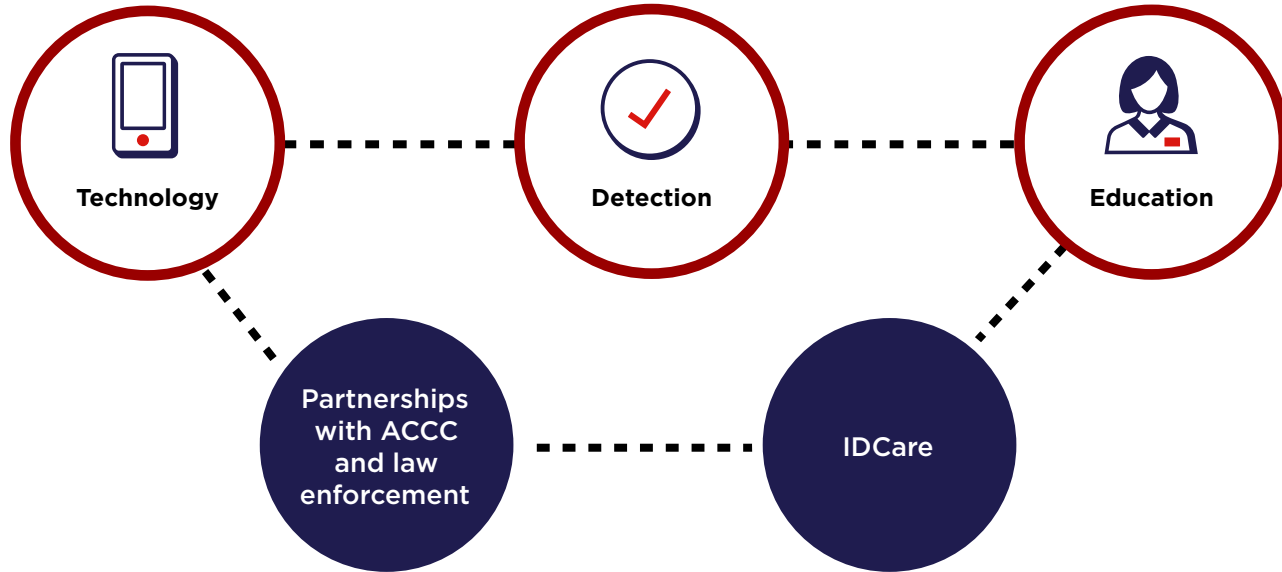 Technology
Detection
Education
Partnerships
with ACCC
and law
enforcement
IDCare